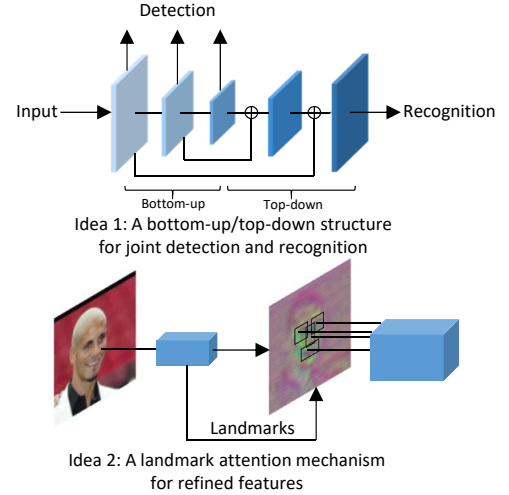 Detection
Input
Recognition
Bottom-up
Top-down
Idea 1: A bottom-up/top-down structure
for joint detection and recognition
Landmarks
Idea 2: A landmark attention mechanism
for refined features